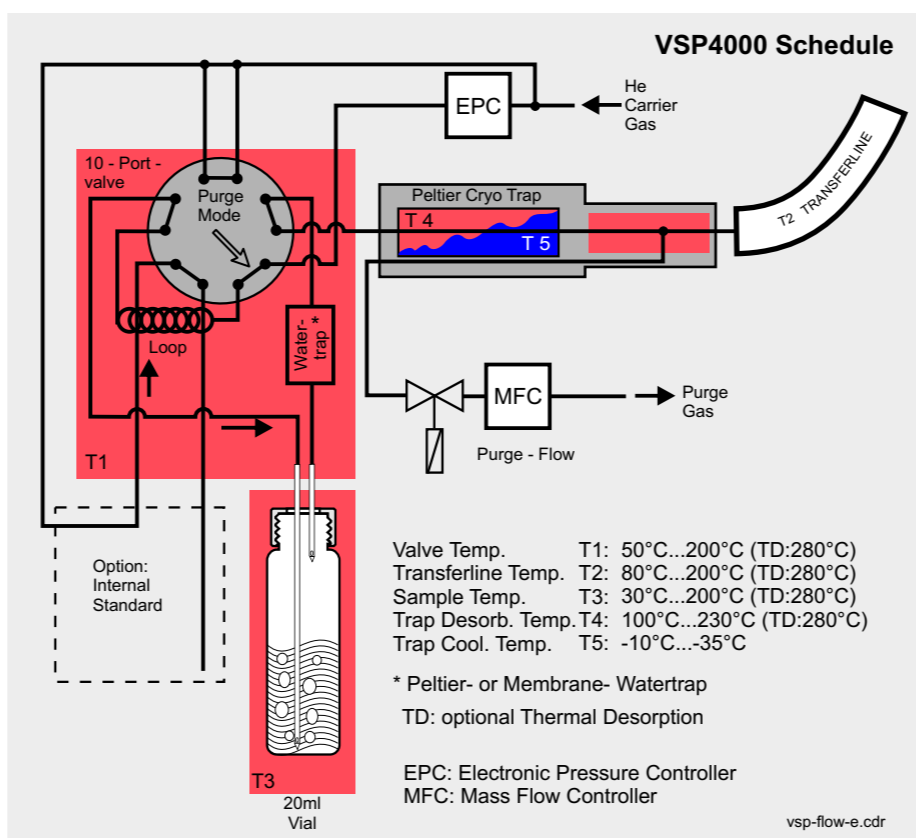 VSP4000 Schedule
He
Carrier
Gas
EPC
10 - Port -
valve
Purge
Mode
Peltier Cryo Trap
T 4
T 5
T2 TRANSFERLINE
Loop
Water-
trap *
MFC
Purge
Gas
Purge - Flow
T1
Option:
Internal
Standard
Valve Temp. T1: 50°C...200°C (TD:280°C)
Transferline Temp. T2: 80°C...200°C (TD:280°C)
Sample Temp. T3: 30°C...200°C (TD:280°C)
Trap Desorb. Temp. T4: 100°C...230°C (TD:280°C)
Trap Cool. Temp. T5: -10°C...-35°C
* Peltier- or Membrane- Watertrap
TD: optional Thermal Desorption
EPC: Electronic Pressure Controller
MFC: Mass Flow Controller
T3
20ml
Vial
vsp-flow-e.cdr